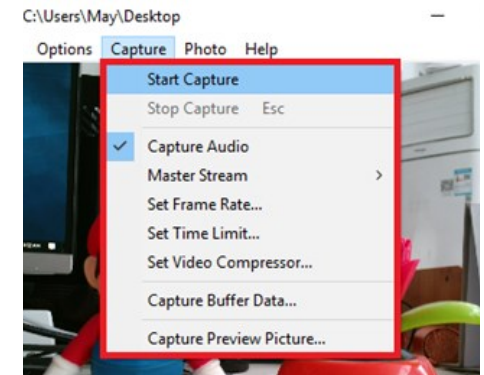 C:\Users\May\Desktop
Options Capture Photo Help
Start Capture
Stop Capture Esc
Capture Audio
Master Stream
Set Frame Rate...
Set Time Limit...
Set Video Compressor...
Capture Buffer Data...
Capture Preview Picture...